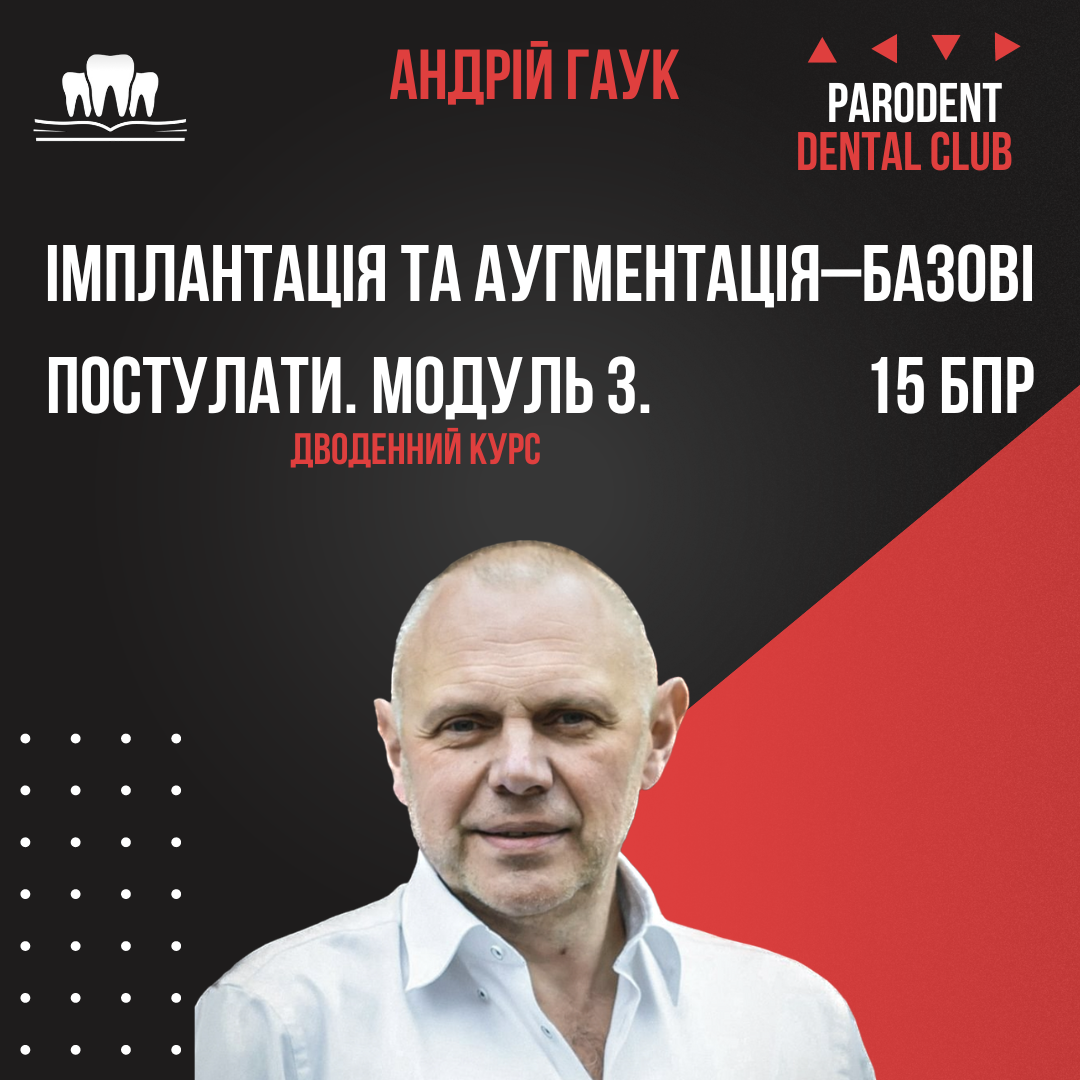 АНДРІЙ ГАУК
PARODENT
DENTAL CLUB
ІМПЛАНТАЦІЯ ТА АУГМЕНТАЦІЯ–БАЗОВІ
ПОСТУЛАТИ. МОДУЛЬ 3. 15 БПР
ДВОДЕННИЙ КУРС